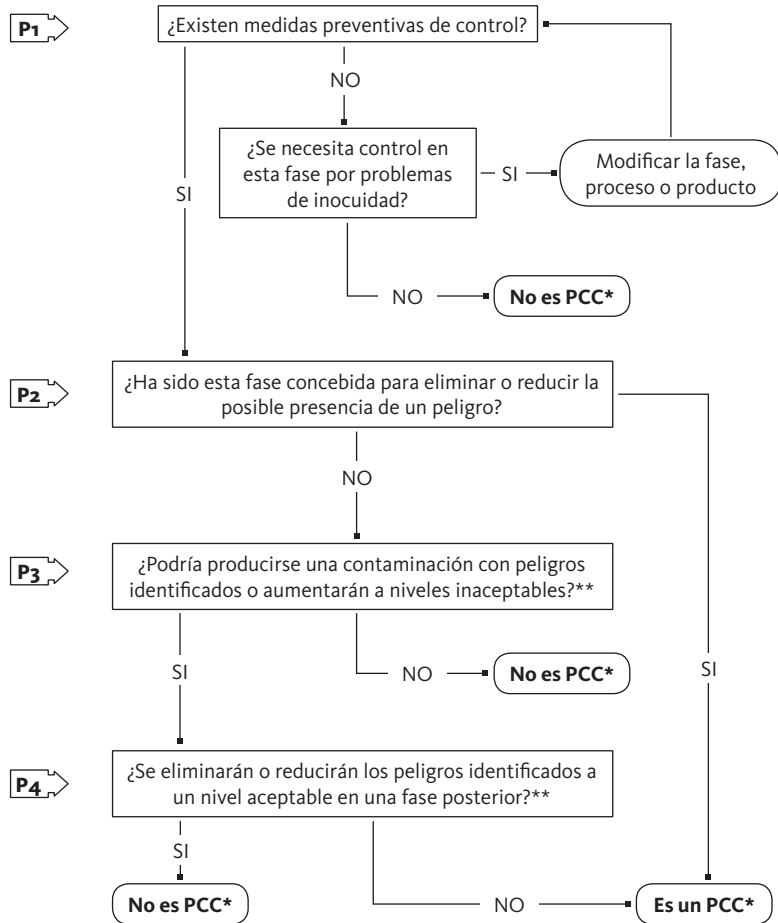 P1
¿Existen medidas preventivas de control?
NO
¿Se necesita control en
esta fase por problemas
de inocuidad?
SI
Modificar la fase,
proceso o producto
SI
NO
No es PCC*
P2
¿Ha sido esta fase concebida para eliminar o reducir la
posible presencia de un peligro?
NO
P3
¿Podría producirse una contaminación con peligros
identificados o aumentarán a niveles inaceptables?**
SI
NO
No es PCC*
SI
P4
¿Se eliminarán o reducirán los peligros identificados a
un nivel aceptable en una fase posterior?**
SI
No es PCC*
NO
Es un PCC*